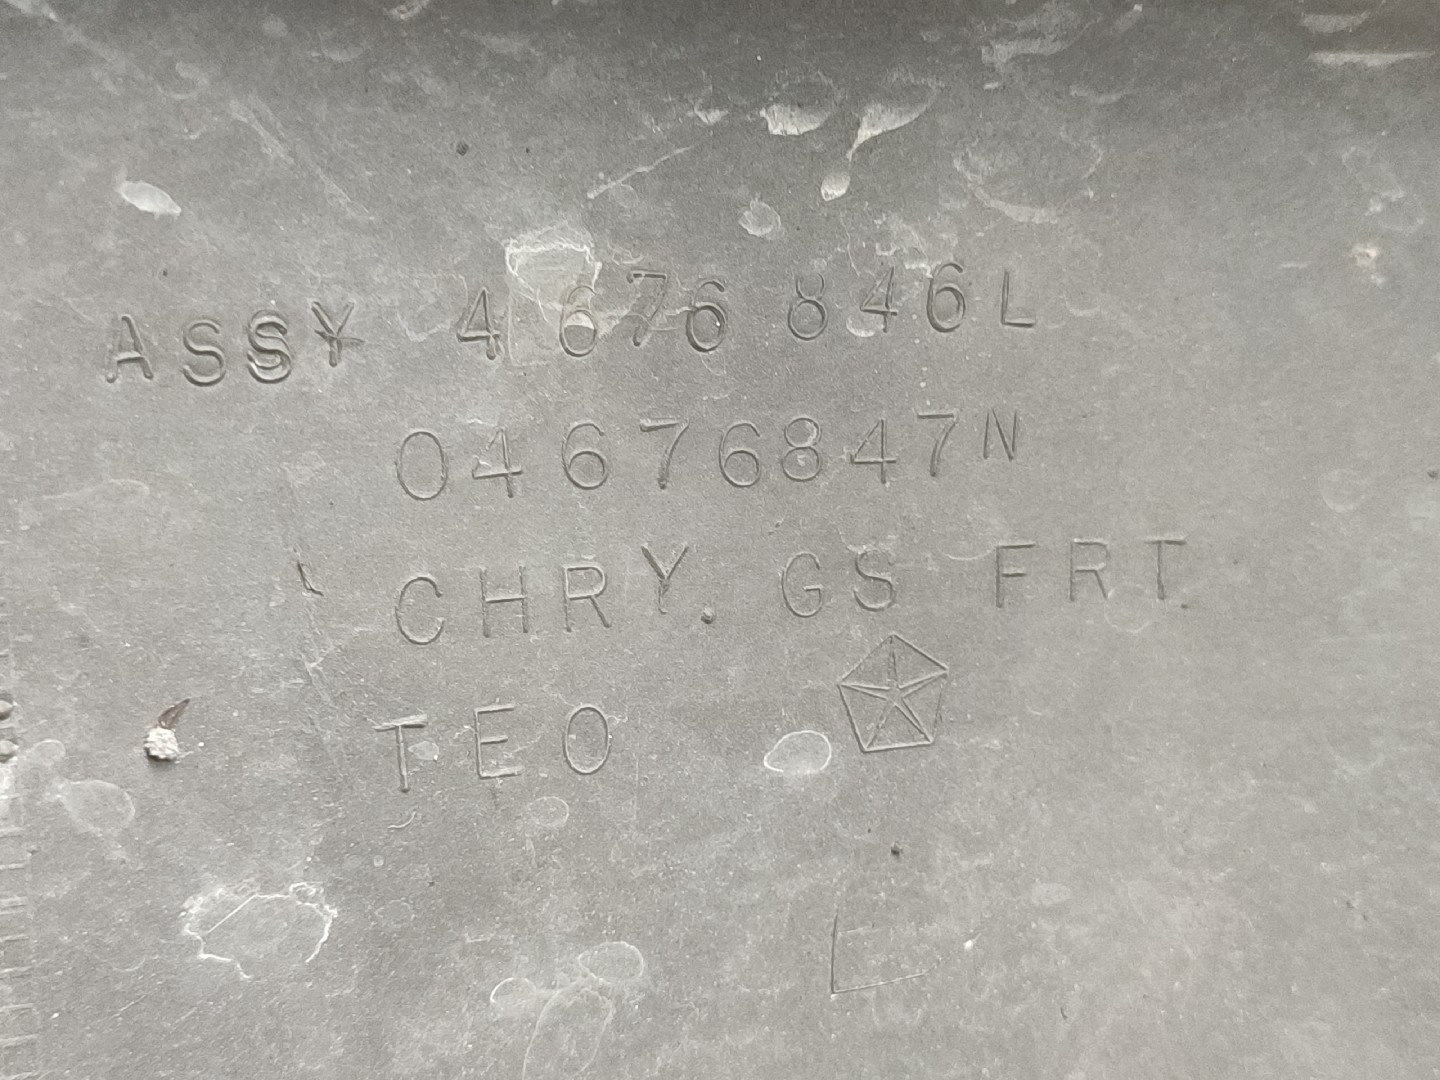 ASSY 4676846L
04676847N
CHRY. GS FRT
TEO
L